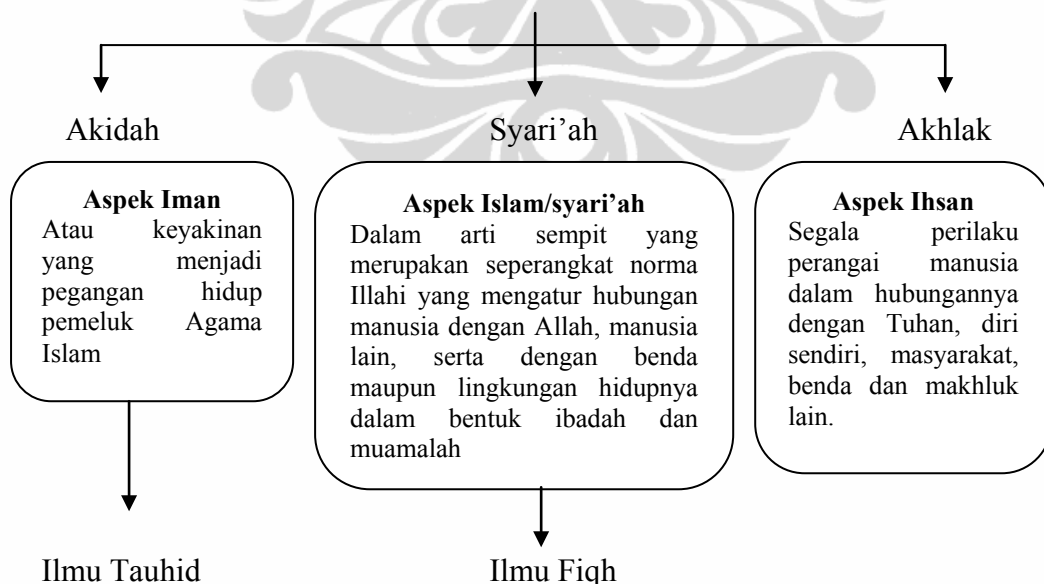 Akidah
Syari’ah
Akhlak
Aspek Iman
Atau keyakinan
yang menjadi
pegangan hidup
pemeluk Agama
Islam
Aspek Islam/syari’ah
Dalam arti sempit yang
merupakan seperangkat norma
Illahi yang mengatur hubungan
manusia dengan Allah, manusia
lain, serta dengan benda
maupun lingkungan hidupnya
dalam bentuk ibadah dan
muamalah
Aspek Ihsan
Segala perilaku
perangai manusia
dalam hubungannya
dengan Tuhan, diri
sendiri, masyarakat,
benda dan makhluk
lain.
Ilmu Tauhid
Ilmu Fiqh